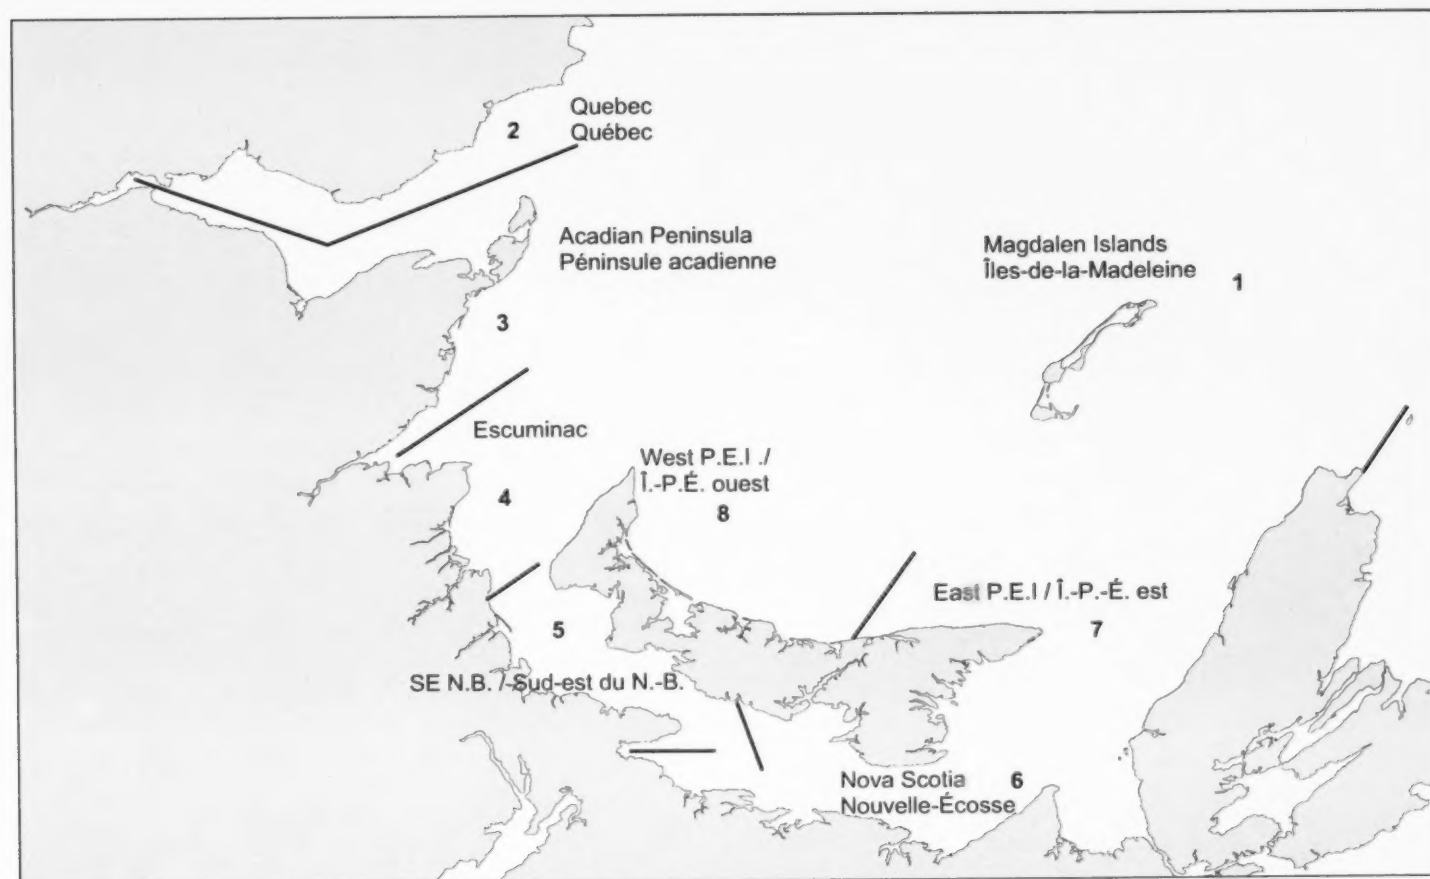 Quebec
Québec
2
Acadian Peninsula
Péninsule acadienne
Magdalen Islands
Îles-de-la-Madeleine
1
3
Escuminac
West P.E.I ./
Î.-P.É. ouest
4
8
East P.E.I / Î.-P.-É. est
5
7
SE N.B. /-Sud-est du N.-B.
Nova Scotia
Nouvelle-Écosse
6